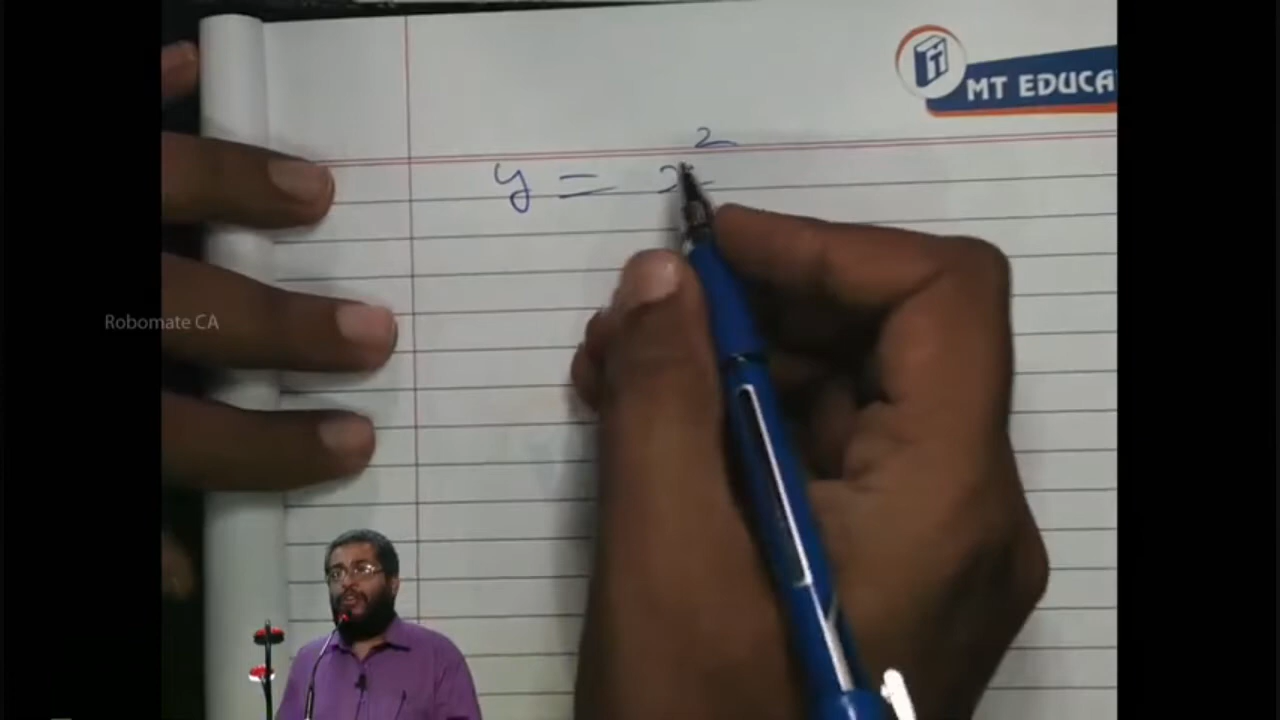 MT EDUCA
y = x²
Robomate CA